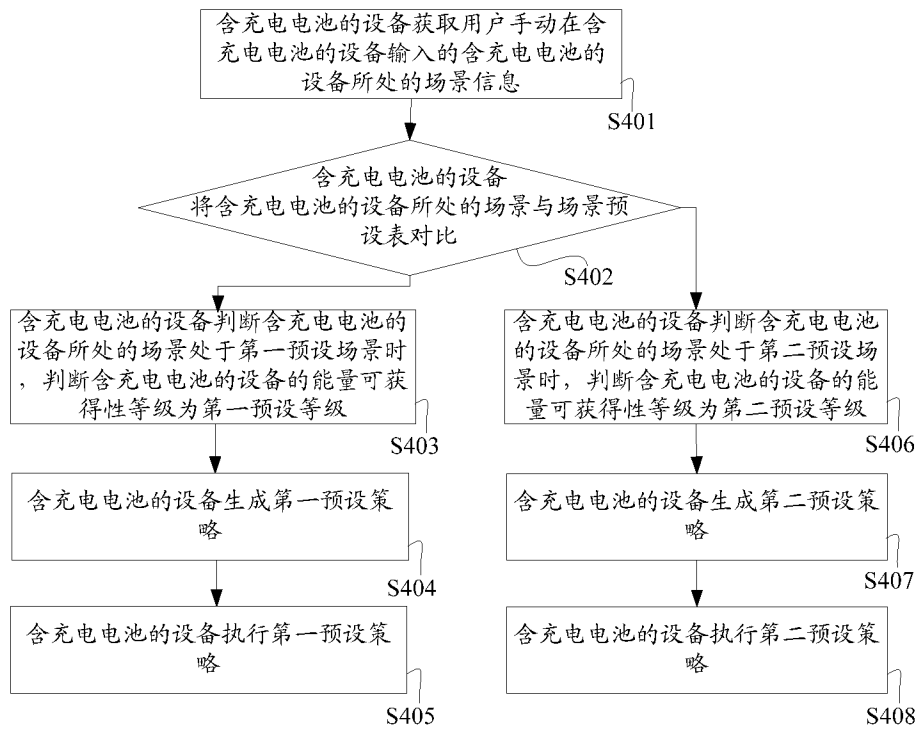 含充电电池的设备获取用户手动在含
充电电池的设备输入的含充电电池的
设备所处的场景信息
S401
含充电电池的设备
将含充电电池的设备所处的场景与场景预
设表对比
S402
含充电电池的设备判断含充电电池的
设备所处的场景处于第一预设场景时
，判断含充电电池的设备的能量可获
得性等级为第一预设等级
S403
含充电电池的设备生成第一预设策
略
S404
含充电电池的设备执行第一预设策
略
S405
含充电电池的设备判断含充电电池
的设备所处的场景处于第二预设场
景时，判断含充电电池的设备的能
量可获得性等级为第二预设等级
S406
含充电电池的设备生成第二预设策
略
S407
含充电电池的设备执行第二预设策
略
S408